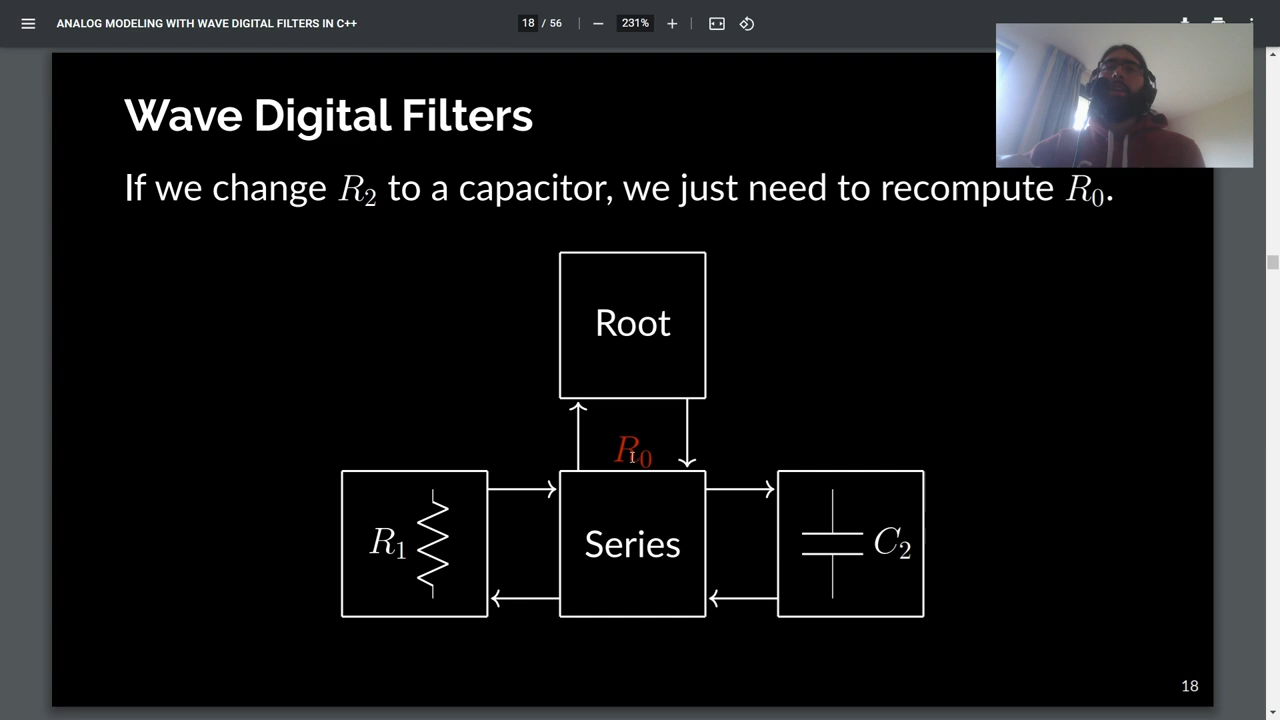 ANALOG MODELING WITH WAVE DIGITAL FILTERS IN C++
18 / 56
231%
Wave Digital Filters
If we change R2 to a capacitor, we just need to recompute R0.
Root
R0
R1
Series
C2
18